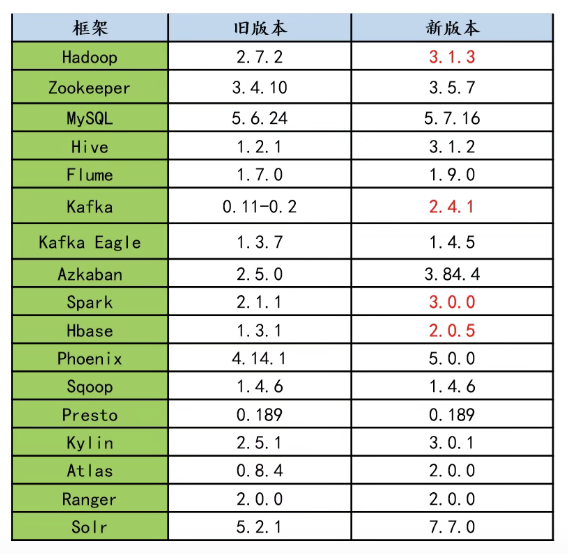 框架 旧版本 新版本
Hadoop 2.7.2 3.1.3
Zookeeper 3.4.10 3.5.7
MySQL 5.6.24 5.7.16
Hive 1.2.1 3.1.2
Flume 1.7.0 1.9.0
Kafka 0.11-0.2 2.4.1
Kafka Eagle 1.3.7 1.4.5
Azkaban 2.5.0 3.84.4
Spark 2.1.1 3.0.0
Hbase 1.3.1 2.0.5
Phoenix 4.14.1 5.0.0
Sqoop 1.4.6 1.4.6
Presto 0.189 0.189
Kylin 2.5.1 3.0.1
Atlas 0.8.4 2.0.0
Ranger 2.0.0 2.0.0
Solr 5.2.1 7.7.0